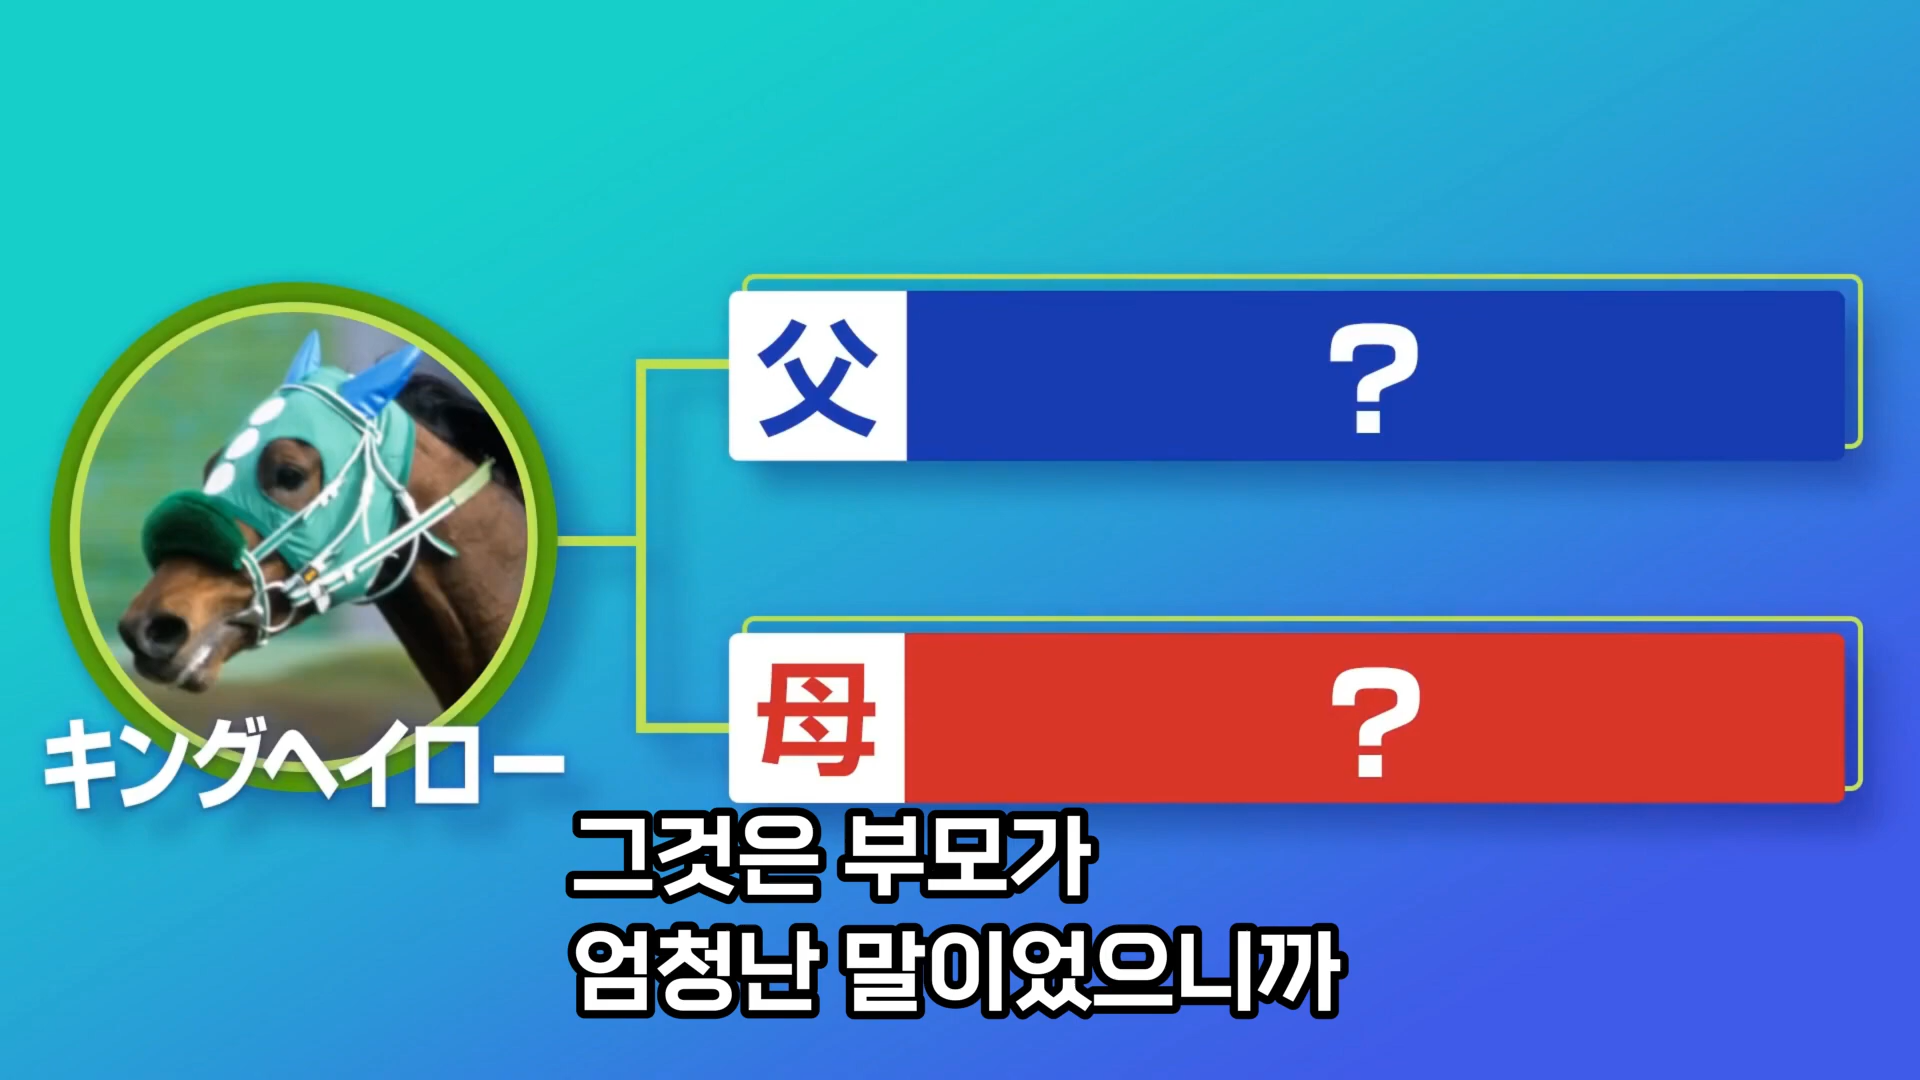 父 ?
キングヘイロー
母 ?
그것은 부모가
엄청난 말이었으니까